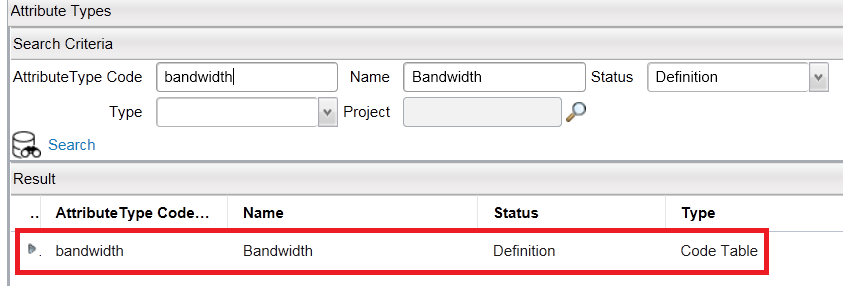 Attribute Types
Search Criteria
AttributeType Code bandwidth Name Bandwidth Status Definition
Type Project
Search
Result
.. AttributeType Code... Name Status Type
. bandwidth Bandwidth Definition Code Table